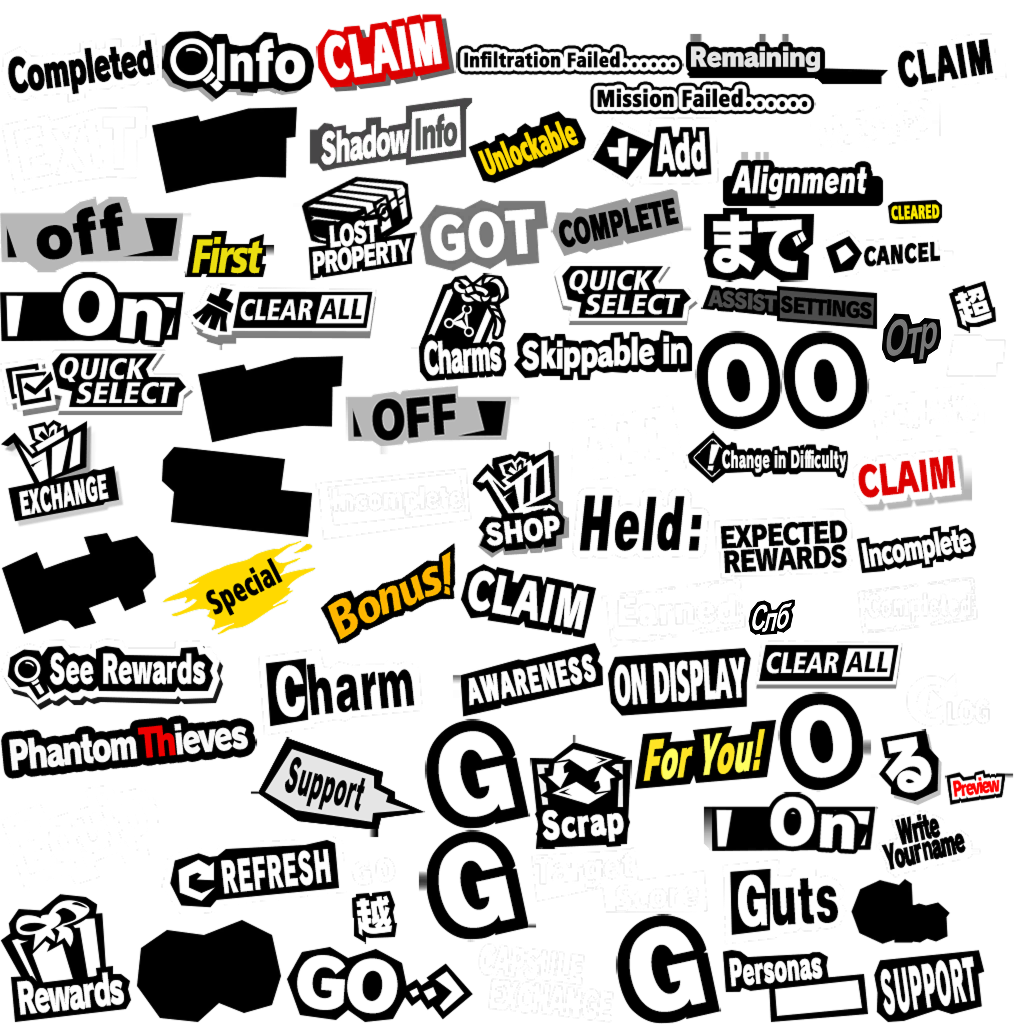 Completed
Info
CLAIM
Infiltration Failed......
Remaining
CLAIM
Mission Failed......
Shadow Info
Unlockable
Add
Alignment
off
First
LOST
PROPERTY
GOT
COMPLETE
CLEARED
まで
CANCEL
On
CLEAR ALL
Charms
QUICK
SELECT
ASSIST SETTINGS
超
Отр
QUICK
SELECT
Skippable in
OO
OFF
EXCHANGE
Incomplete
SHOP
Change in Difficulty
CLAIM
Held:
EXPECTED
REWARDS
Incomplete
Special
Bonus!
CLAIM
Earned
Спб
Completed
See Rewards
Charm
AWARENESS
ON DISPLAY
CLEAR ALL
LOG
Phantom Thieves
Support
G
Scrap
For You!
O
る
Preview
On
Write
Your name
REFRESH
GO
越
G
Target
Guts
Rewards
GO
CAPSULE
EXCHANGE
G
Personas
SUPPORT